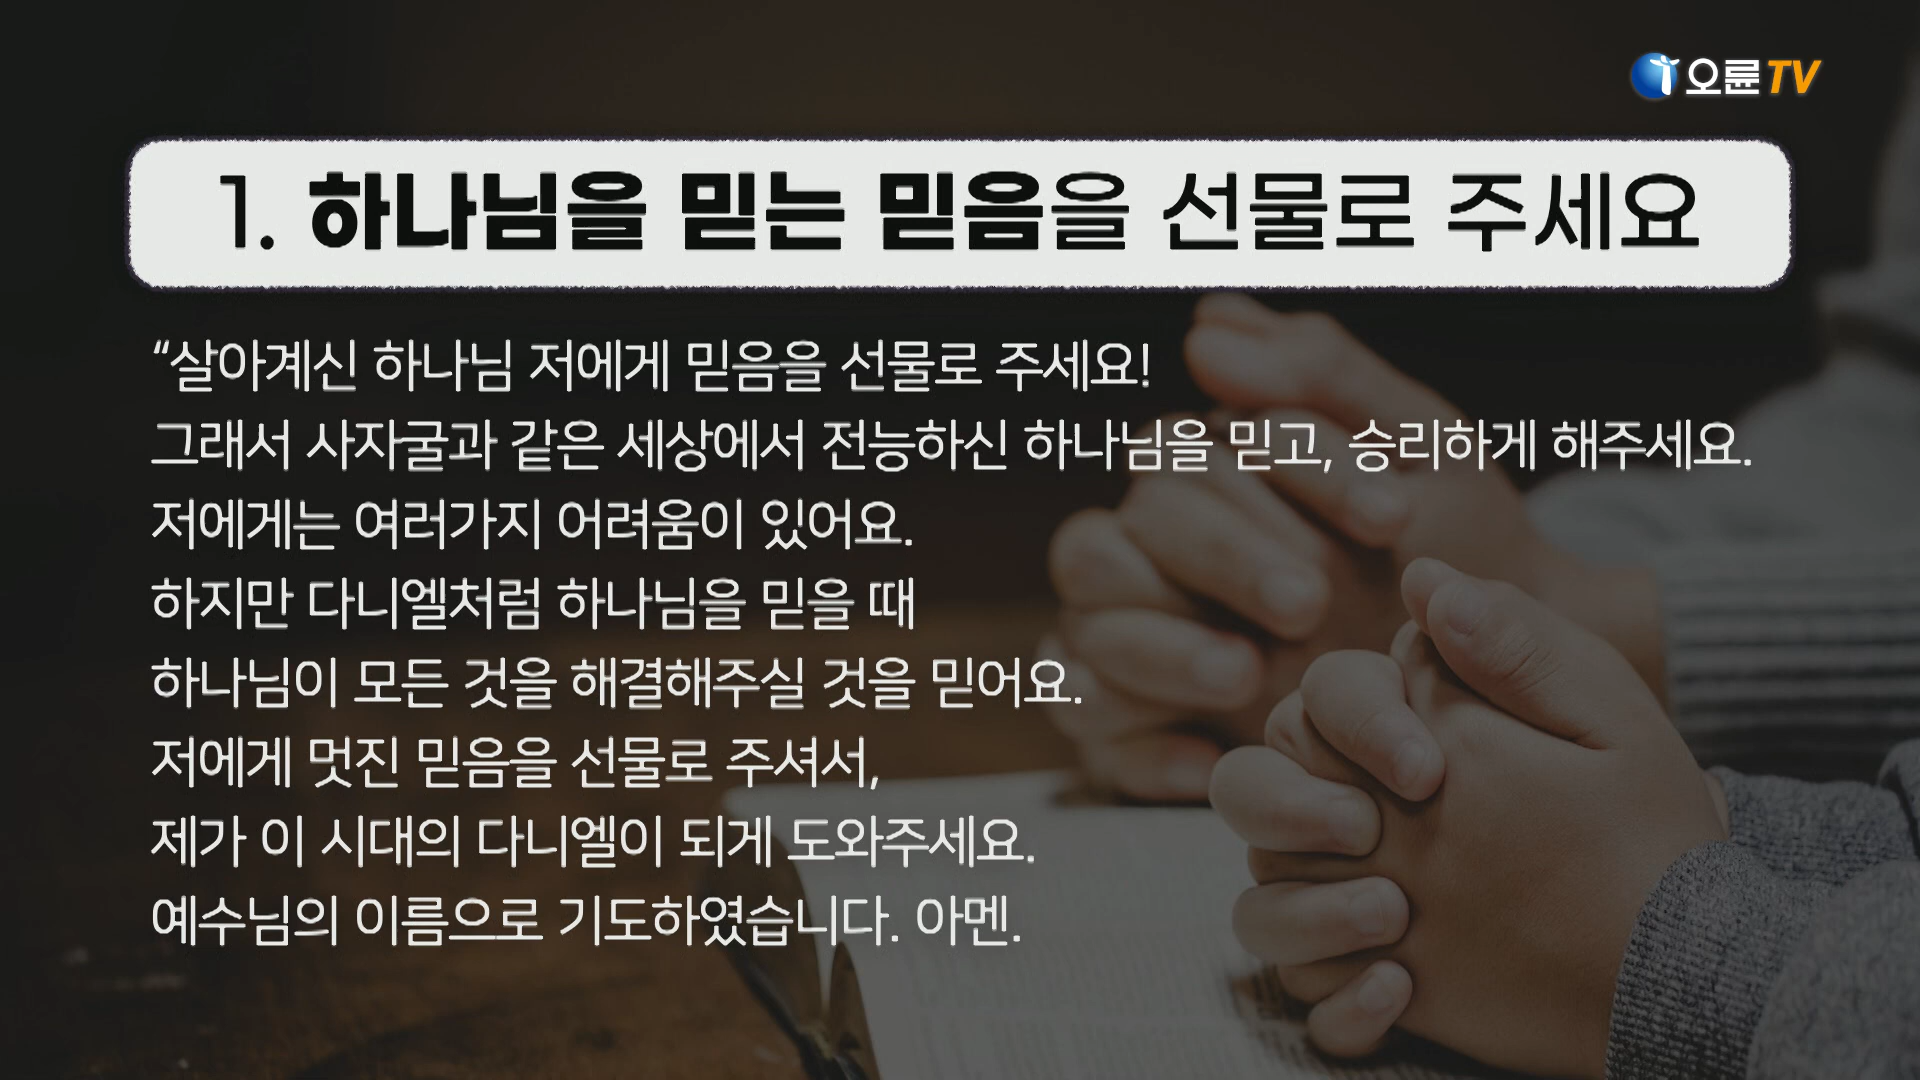 오륜TV
1. 하나님을 믿는 믿음을 선물로 주세요
“살아계신 하나님 저에게 믿음을 선물로 주세요!
그래서 사자굴과 같은 세상에서 전능하신 하나님을 믿고, 승리하게 해주세요.
저에게는 여러가지 어려움이 있어요.
하지만 다니엘처럼 하나님을 믿을 때
하나님이 모든 것을 해결해주실 것을 믿어요.
저에게 멋진 믿음을 선물로 주셔서,
제가 이 시대의 다니엘이 되게 도와주세요.
예수님의 이름으로 기도하였습니다. 아멘.